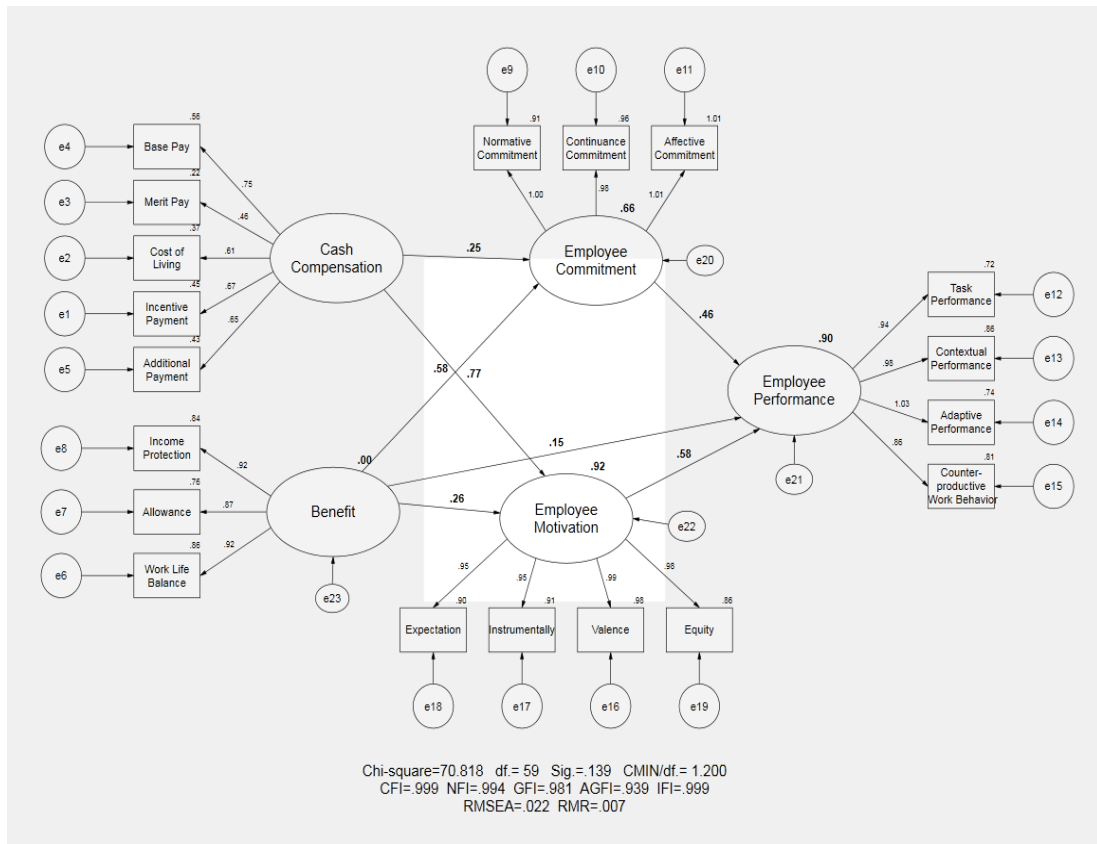 e9
e10
e11
.91
.96
1.01
Normative
Commitment
Continuance
Commitment
Affective
Commitment
1.00
.98
1.01
.66
Employee
Commitment
e20
e4
.56
Base Pay
.75
e3
.22
Merit Pay
.46
e2
.37
Cost of
Living
.61
e1
.45
Incentive
Payment
.67
e5
.43
Additional
Payment
.65
Cash
Compensation
.25
.58
.77
.46
e8
.84
Income
Protection
.92
e7
.76
Allowance
.87
e6
.86
Work Life
Balance
.92
.00
Benefit
e23
.15
.26
.58
.90
Employee
Performance
e21
.72
Task
Performance
e12
.94
.86
Contextual
Performance
e13
.98
.74
Adaptive
Performance
e14
1.03
.81
Counter-
productive
Work Behavior
e15
.86
.92
Employee
Motivation
e22
.95
.95
.99
.98
.90
.91
.98
.86
Expectation
Instrumentally
Valence
Equity
e18
e17
e16
e19
Chi-square=70.818 df.= 59 Sig.=.139 CMIN/df.= 1.200
CFI=.999 NFI=.994 GFI=.981 AGFI=.939 IFI=.999
RMSEA=.022 RMR=.007